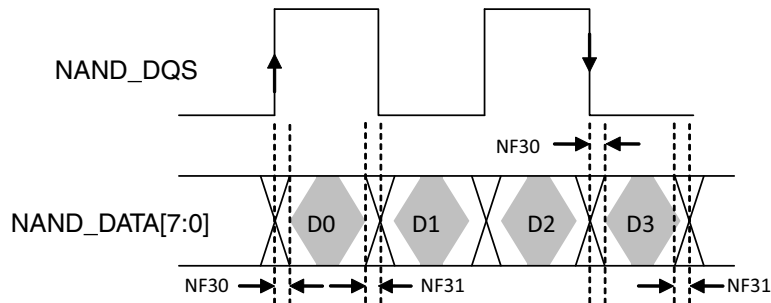 NAND_DQS
NF30
NAND_DATA[7:0]
D0
D1
D2
D3
NF30
NF31
NF31